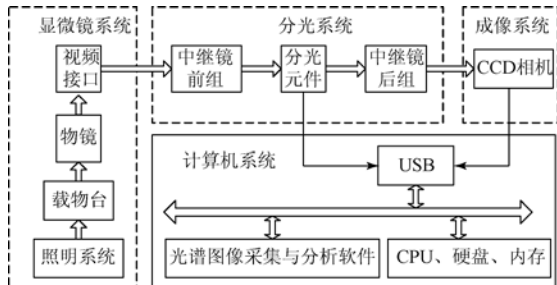 显微镜系统
分光系统
成像系统
视频
接口
中继镜
前组
分光
元件
中继镜
后组
CCD相机
物镜
载物台
照明系统
计算机系统
USB
光谱图像采集与分析软件
CPU、硬盘、内存